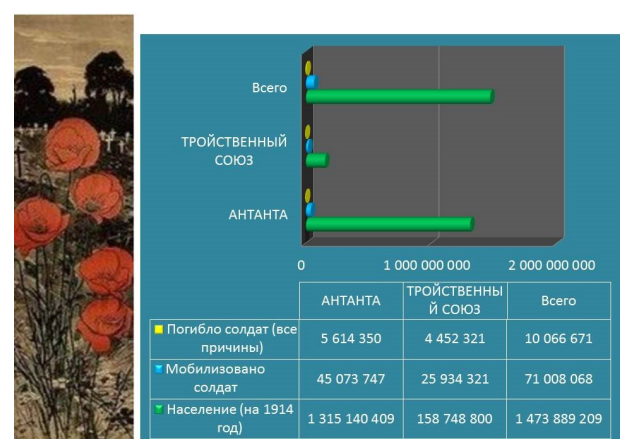 Всего
ТРОЙСТВЕННЫЙ
СОЮЗ
АНТАНТА
0 1 000 000 000 2 000 000 000
АНТАНТА ТРОЙСТВЕННЫ
Й СОЮЗ Всего
Погибло солдат (все
причины) 5 614 350 4 452 321 10 066 671
Мобилизовано
солдат 45 073 747 25 934 321 71 008 068
Население (на 1914
год) 1 315 140 409 158 748 800 1 473 889 209